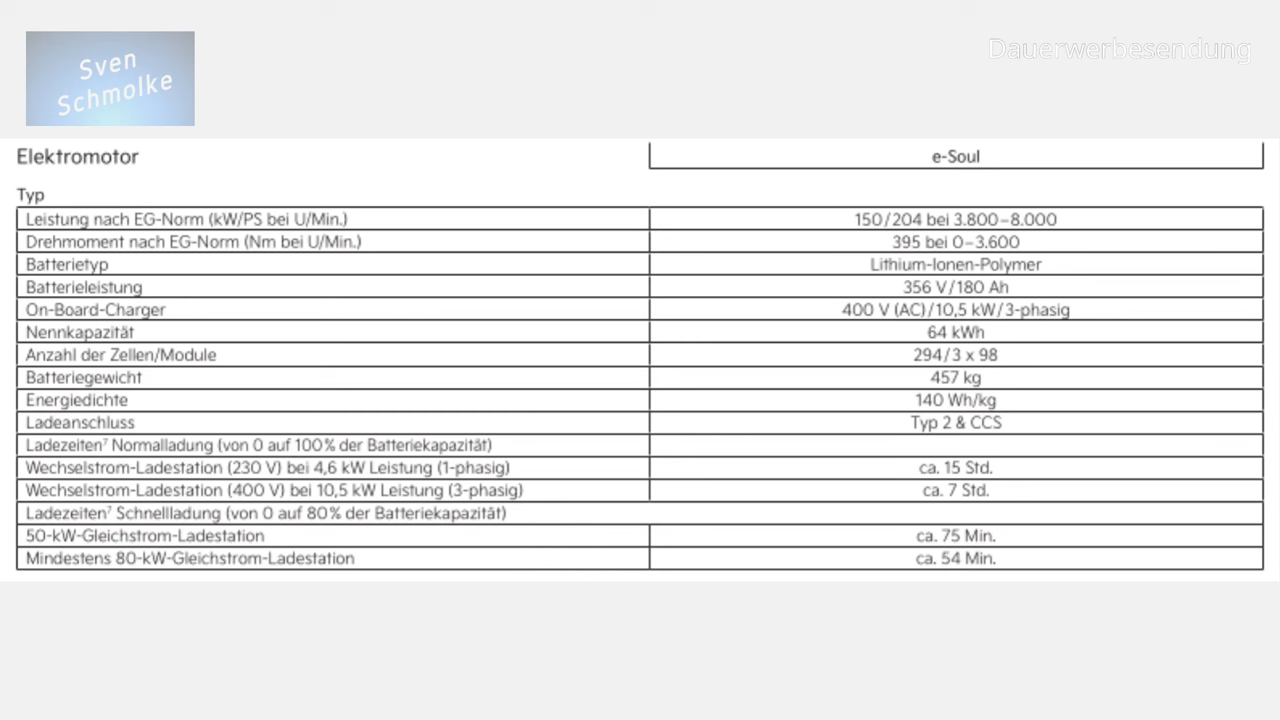 Sven
Schmolke
Dauerwerbesendung
Elektromotor e-Soul
Typ
Leistung nach EG-Norm (kW/PS bei U/Min.) 150/204 bei 3.800–8.000
Drehmoment nach EG-Norm (Nm bei U/Min.) 395 bei 0–3.600
Batterietyp Lithium-Ionen-Polymer
Batterieleistung 356 V/180 Ah
On-Board-Charger 400 V (AC)/10,5 kW/3-phasig
Nennkapazität 64 kWh
Anzahl der Zellen/Module 294/3 x 98
Batteriegewicht 457 kg
Energiedichte 140 Wh/kg
Ladeanschluss Typ 2 & CCS
Ladezeiten⁷ Normalladung (von 0 auf 100% der Batteriekapazität)
Wechselstrom-Ladestation (230 V) bei 4,6 kW Leistung (1-phasig) ca. 15 Std.
Wechselstrom-Ladestation (400 V) bei 10,5 kW Leistung (3-phasig) ca. 7 Std.
Ladezeiten⁷ Schnellladung (von 0 auf 80% der Batteriekapazität)
50-kW-Gleichstrom-Ladestation ca. 75 Min.
Mindestens 80-kW-Gleichstrom-Ladestation ca. 54 Min.